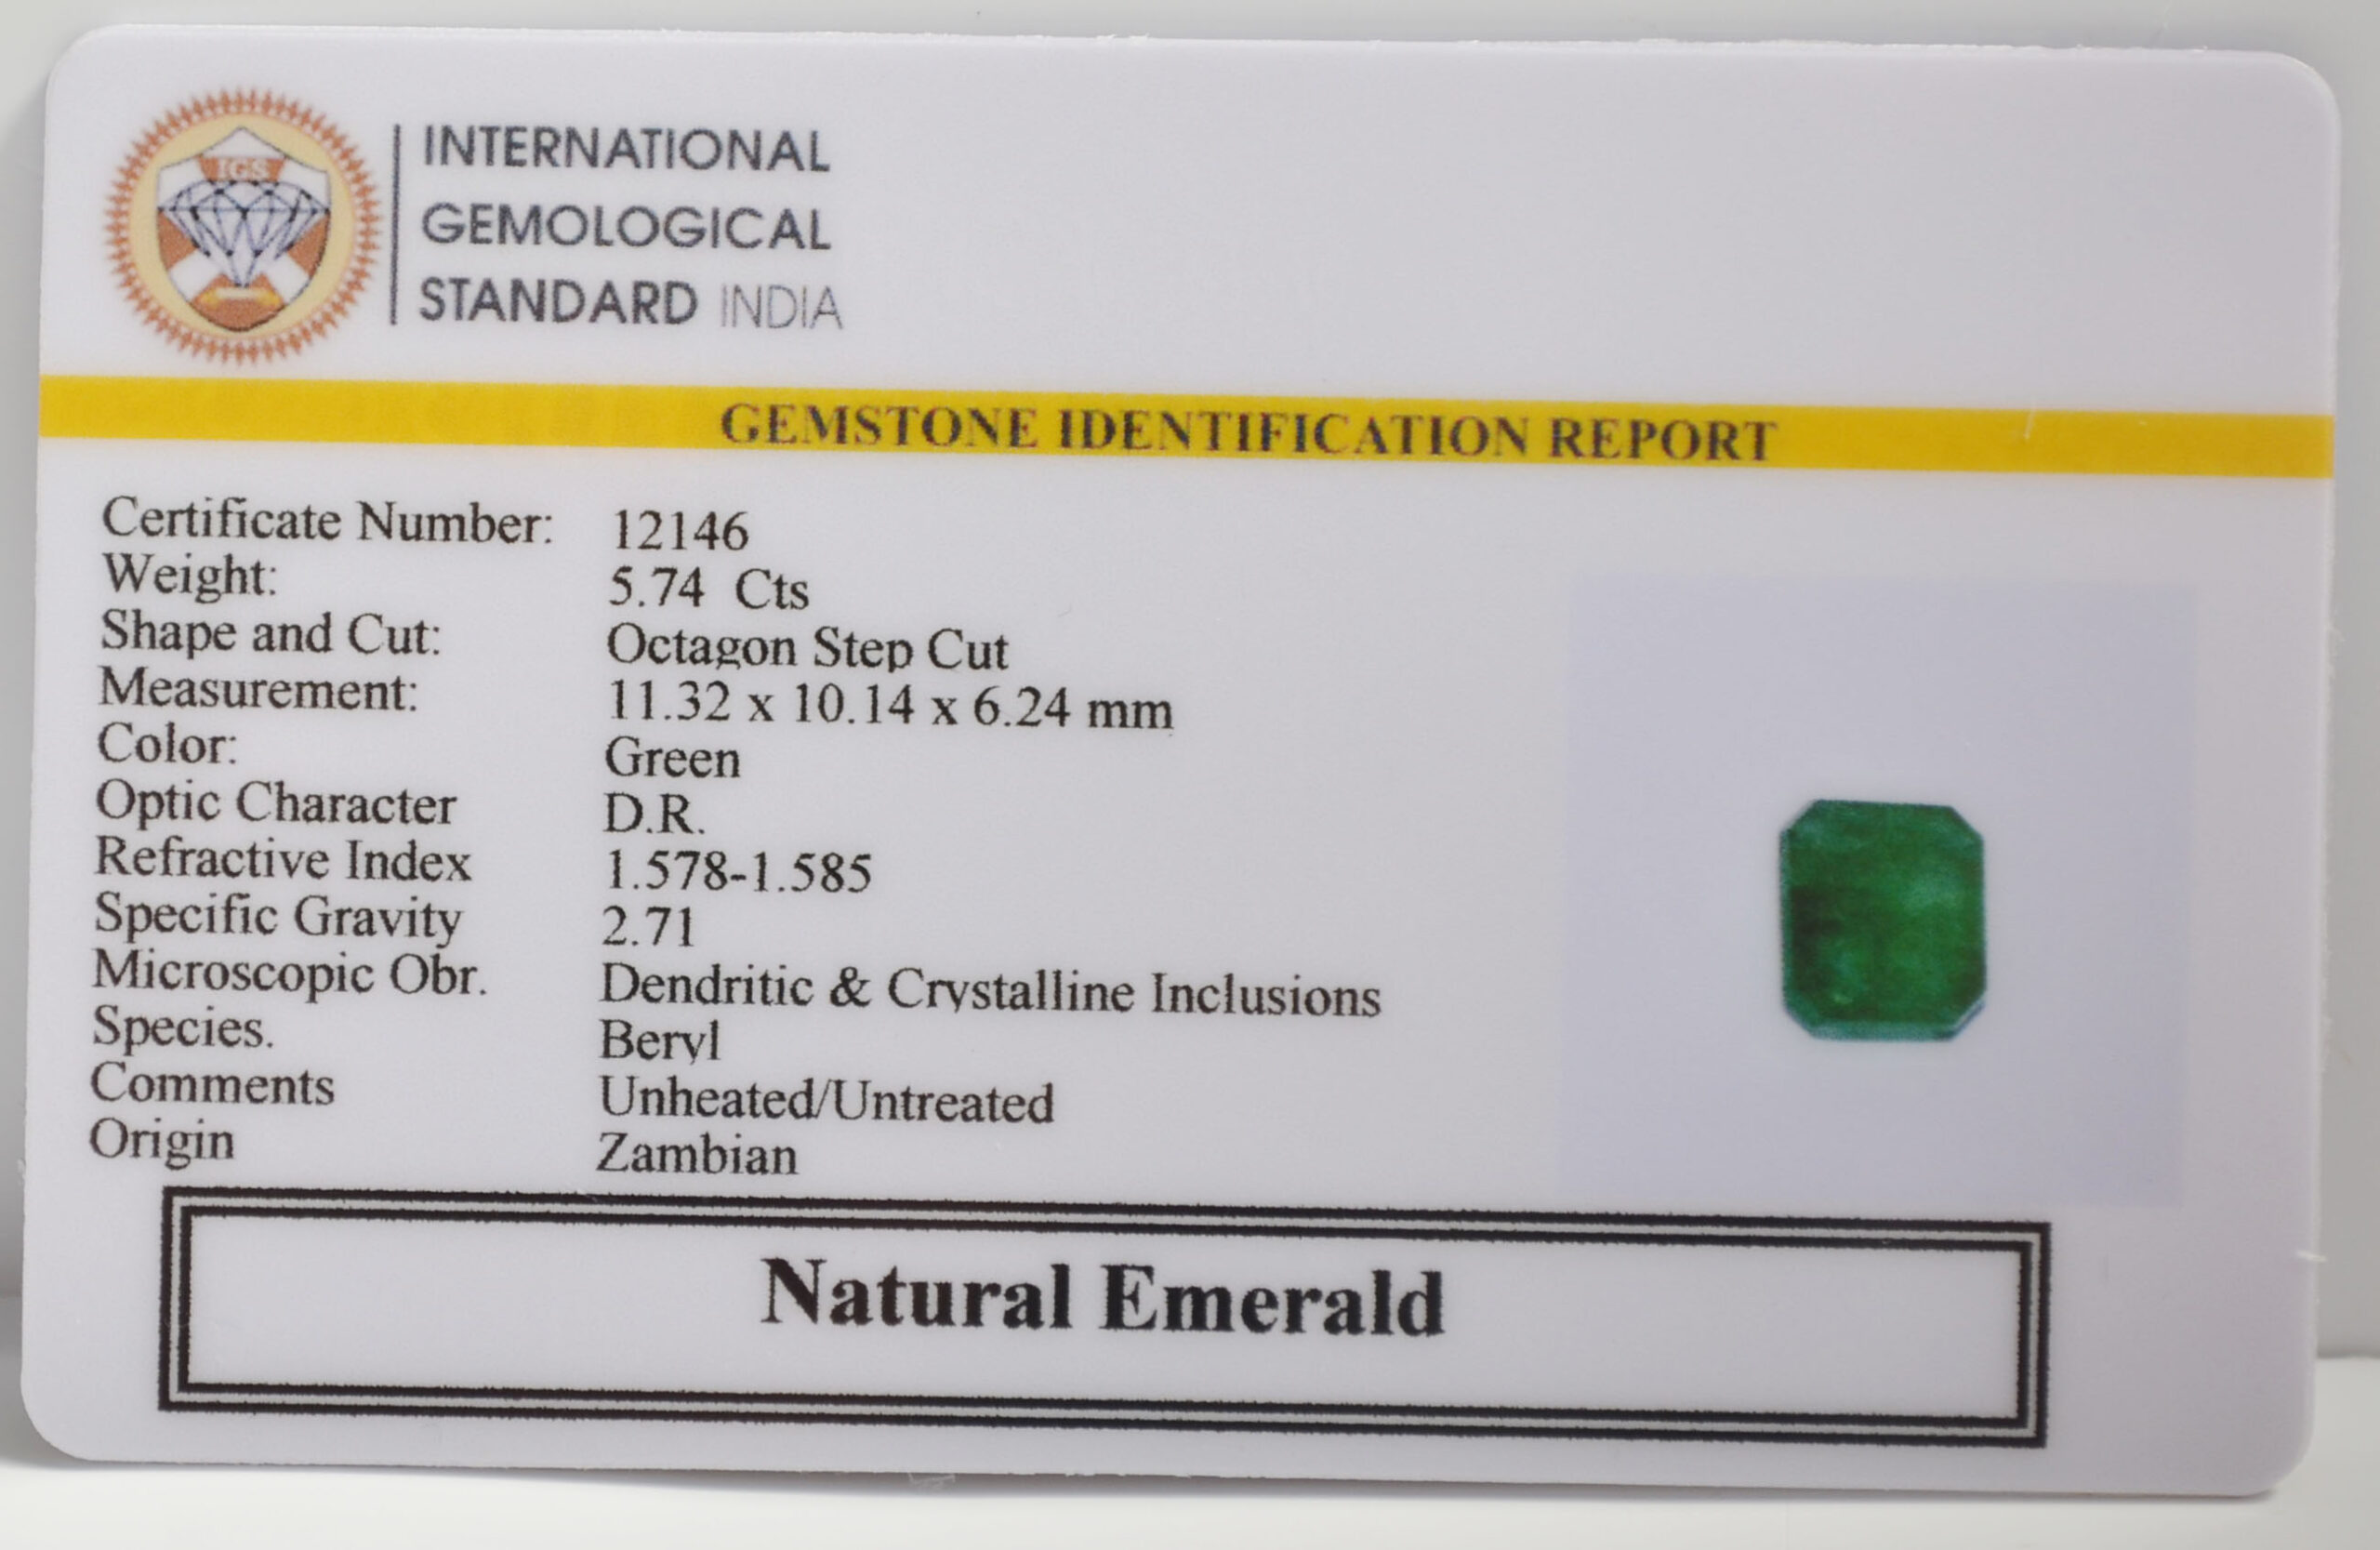 IGS
INTERNATIONAL
GEMOLOGICAL
STANDARD INDIA
GEMSTONE IDENTIFICATION REPORT
Certificate Number: 12146
Weight: 5.74 Cts
Shape and Cut: Octagon Step Cut
Measurement: 11.32 x 10.14 x 6.24 mm
Color: Green
Optic Character D.R.
Refractive Index 1.578-1.585
Specific Gravity 2.71
Microscopic Obr. Dendritic & Crystalline Inclusions
Species. Beryl
Comments Unheated/Untreated
Origin Zambian
Natural Emerald